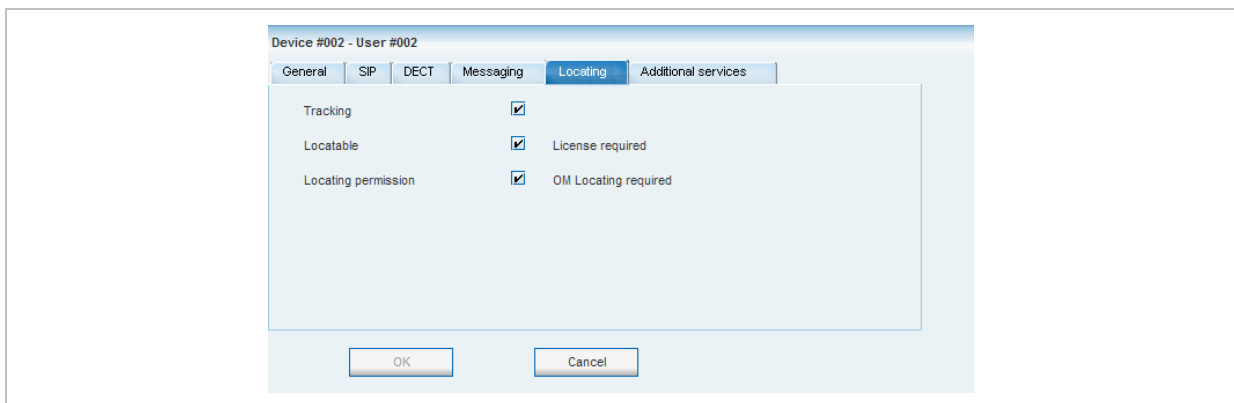 Device #002 - User #002
General SIP DECT Messaging Locating Additional services
Tracking
Locatable License required
Locating permission OM Locating required
OK Cancel